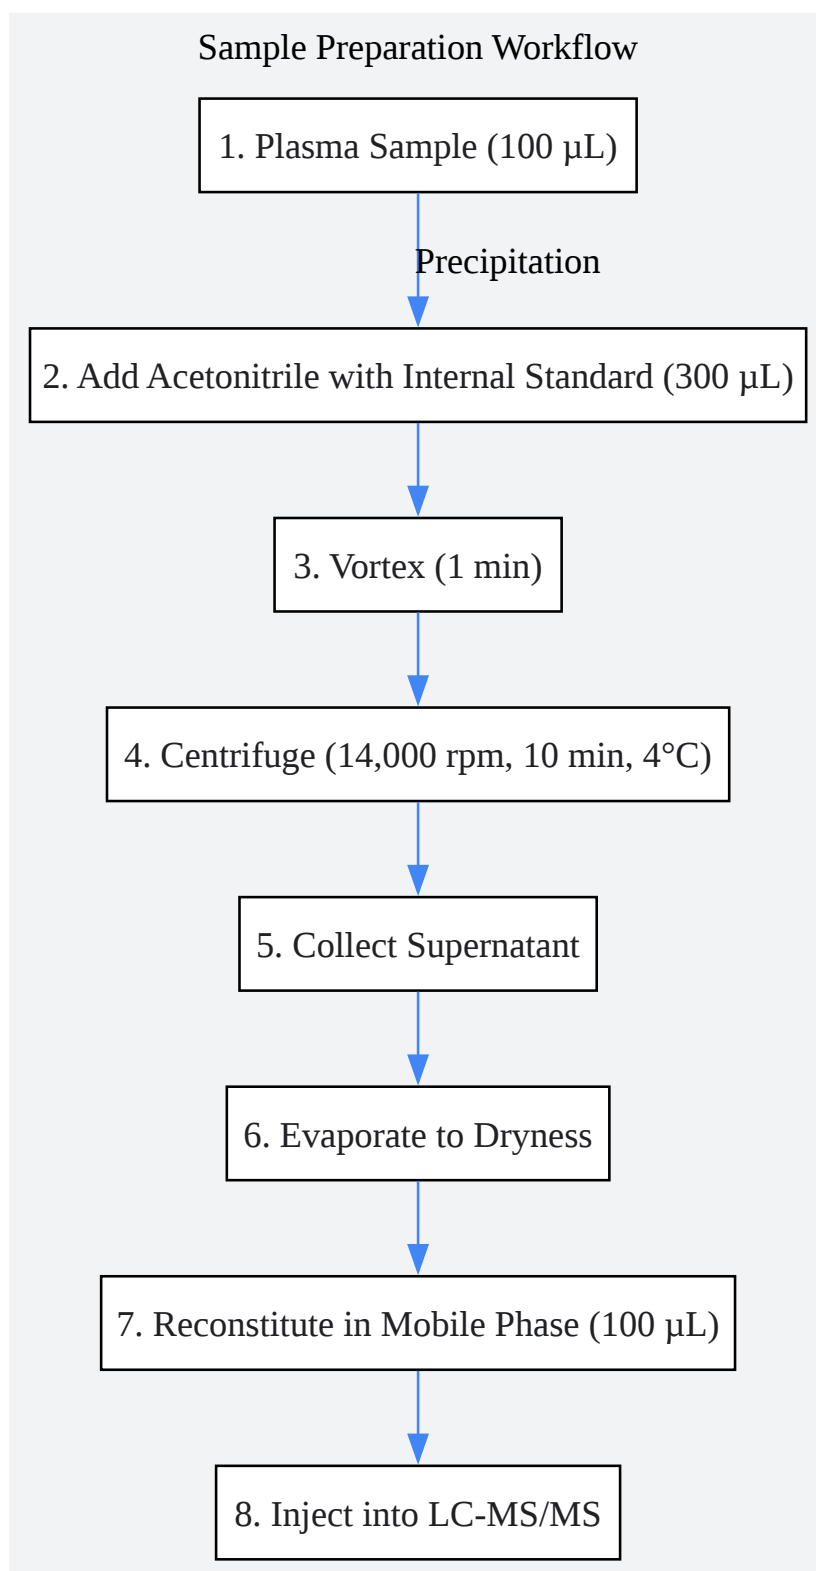 Sample Preparation Workflow
1. Plasma Sample (100 µL)
Precipitation
2. Add Acetonitrile with Internal Standard (300 µL)
3. Vortex (1 min)
4. Centrifuge (14,000 rpm, 10 min, 4°C)
5. Collect Supernatant
6. Evaporate to Dryness
7. Reconstitute in Mobile Phase (100 µL)
8. Inject into LC-MS/MS